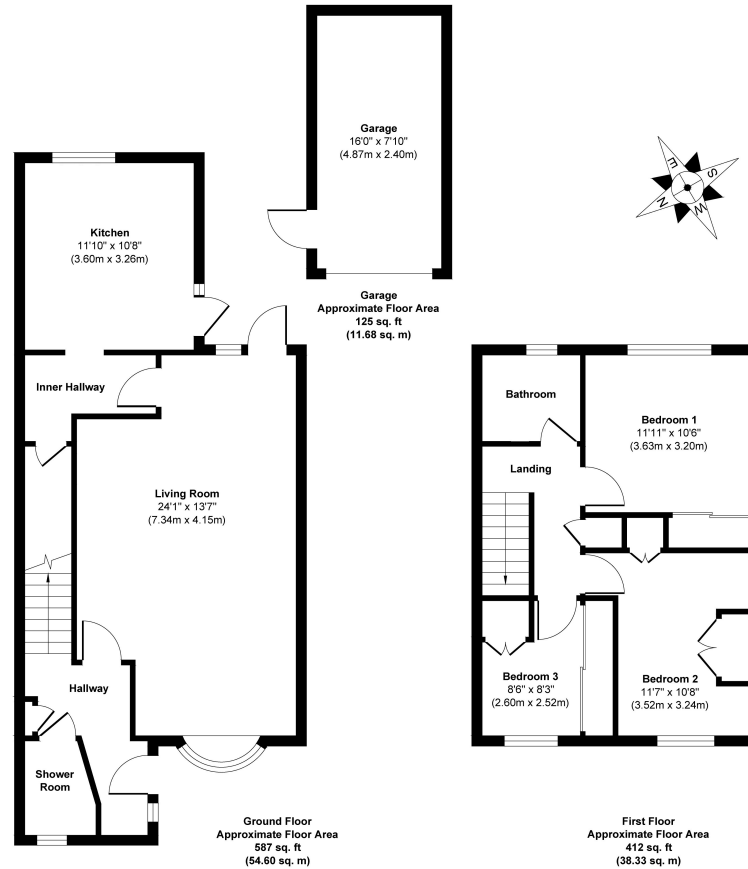 Garage
16'0" x 7'10"
(4.87m x 2.40m)
Garage
Approximate Floor Area
125 sq. ft
(11.68 sq. m)
E
S
N
W
Kitchen
11'10" x 10'8"
(3.60m x 3.26m)
Inner Hallway
Living Room
24'1" x 13'7"
(7.34m x 4.15m)
Hallway
Shower
Room
Ground Floor
Approximate Floor Area
587 sq. ft
(54.60 sq. m)
Bathroom
Bedroom 1
11'11" x 10'6"
(3.63m x 3.20m)
Landing
Bedroom 3
8'6" x 8'3"
(2.60m x 2.52m)
Bedroom 2
11'7" x 10'8"
(3.52m x 3.24m)
First Floor
Approximate Floor Area
412 sq. ft
(38.33 sq. m)